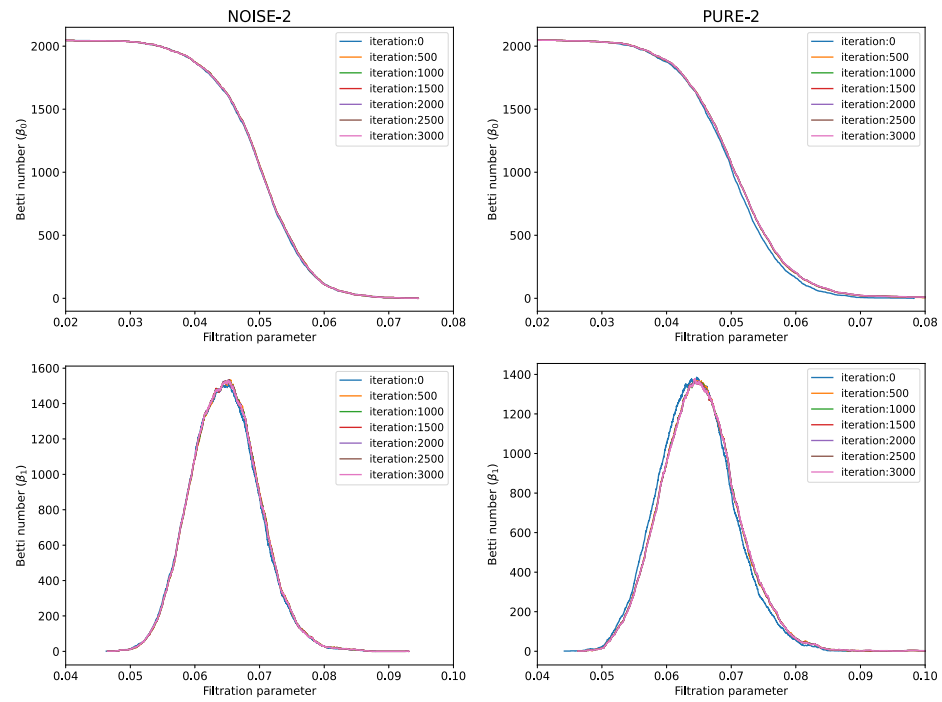 NOISE-2
PURE-2
Betti number (β₀)
2000
1500
1000
500
0
iteration:0
iteration:500
iteration:1000
iteration:1500
iteration:2000
iteration:2500
iteration:3000
0.02 0.03 0.04 0.05 0.06 0.07 0.08
Filtration parameter
Betti number (β₀)
2000
1500
1000
500
0
iteration:0
iteration:500
iteration:1000
iteration:1500
iteration:2000
iteration:2500
iteration:3000
0.02 0.03 0.04 0.05 0.06 0.07 0.08
Filtration parameter
Betti number (β₁)
1600
1400
1200
1000
800
600
400
200
0
iteration:0
iteration:500
iteration:1000
iteration:1500
iteration:2000
iteration:2500
iteration:3000
0.04 0.05 0.06 0.07 0.08 0.09 0.10
Filtration parameter
Betti number (β₁)
1400
1200
1000
800
600
400
200
0
iteration:0
iteration:500
iteration:1000
iteration:1500
iteration:2000
iteration:2500
iteration:3000
0.04 0.05 0.06 0.07 0.08 0.09 0.10
Filtration parameter